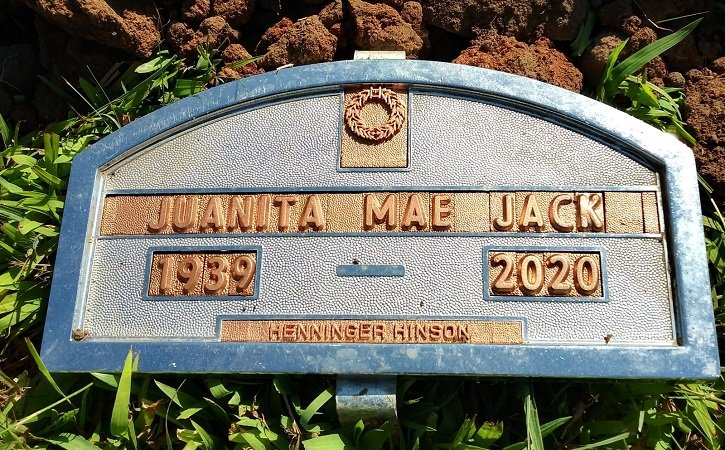 JUANITA MAE JACK
1939 – 2020
HENNINGER HINSON